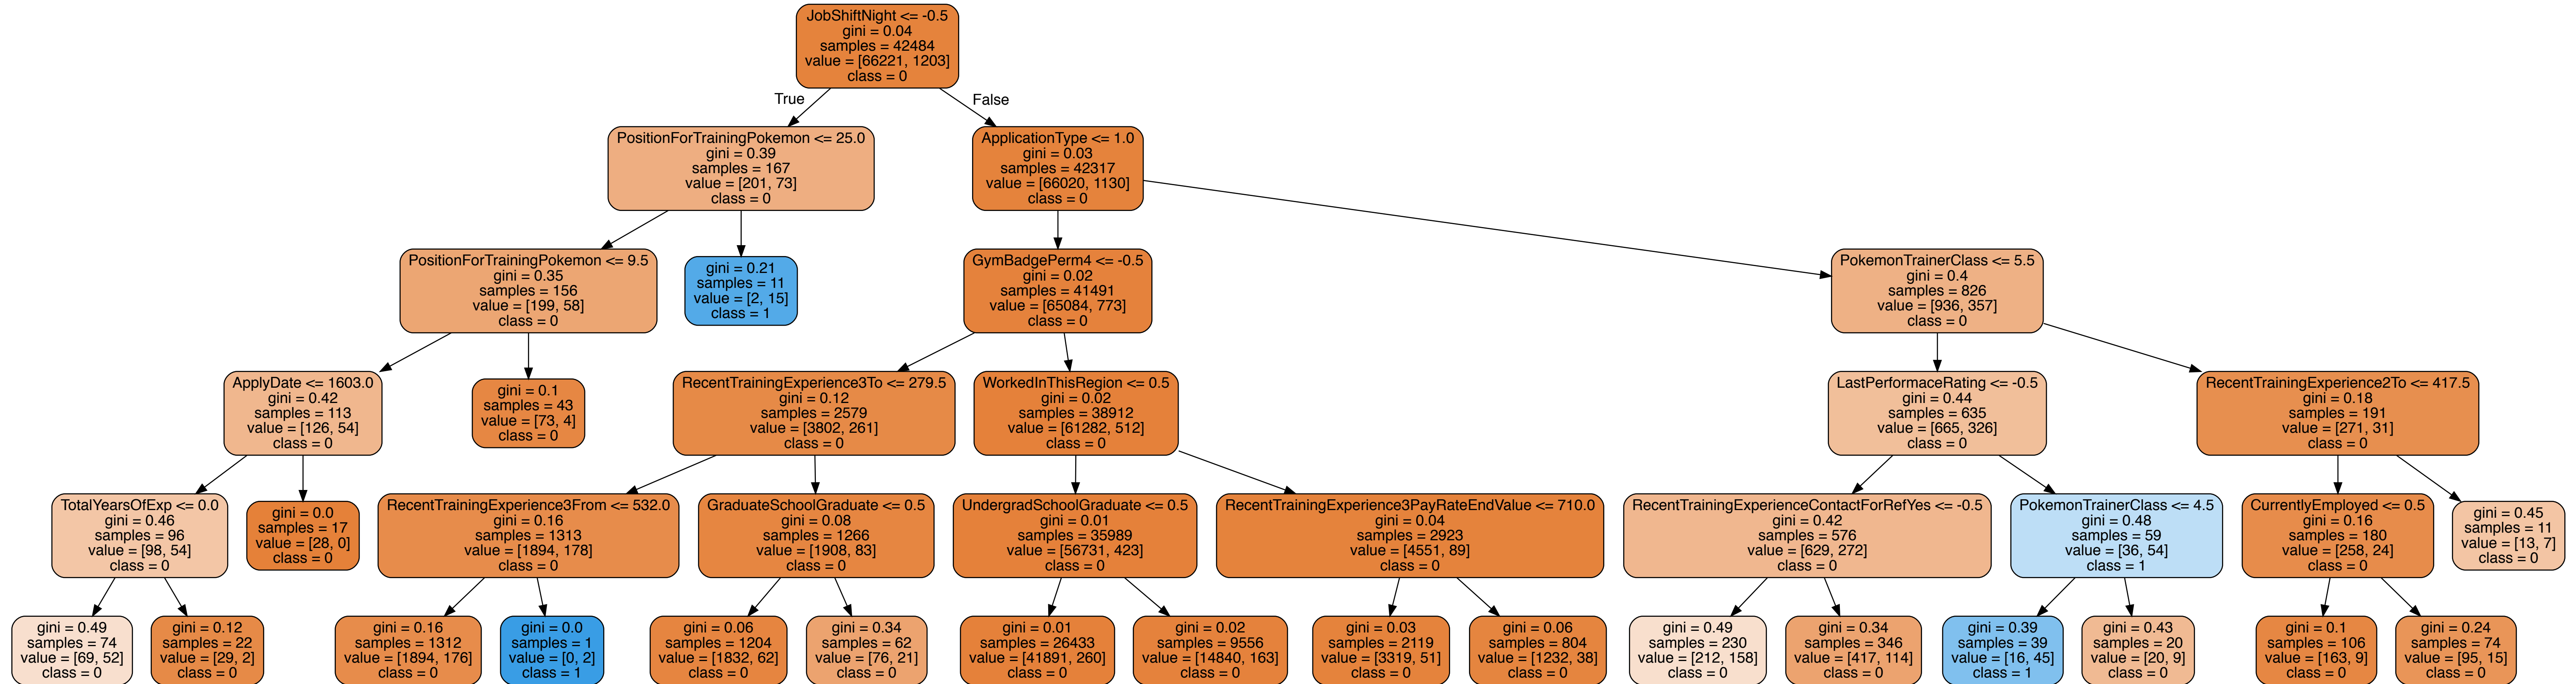 JobShiftNight <= -0.5
gini = 0.04
samples = 42484
value = [66221, 1203]
class = 0
True
False
PositionForTrainingPokemon <= 25.0
gini = 0.39
samples = 167
value = [201, 73]
class = 0
ApplicationType <= 1.0
gini = 0.03
samples = 42317
value = [66020, 1130]
class = 0
PositionForTrainingPokemon <= 9.5
gini = 0.35
samples = 156
value = [199, 58]
class = 0
gini = 0.21
samples = 11
value = [2, 15]
class = 1
GymBadgePerm4 <= -0.5
gini = 0.02
samples = 41491
value = [65084, 773]
class = 0
PokemonTrainerClass <= 5.5
gini = 0.4
samples = 826
value = [936, 357]
class = 0
ApplyDate <= 1603.0
gini = 0.42
samples = 113
value = [126, 54]
class = 0
gini = 0.1
samples = 43
value = [73, 4]
class = 0
RecentTrainingExperience3To <= 279.5
gini = 0.12
samples = 2579
value = [3802, 261]
class = 0
WorkedInThisRegion <= 0.5
gini = 0.02
samples = 38912
value = [61282, 512]
class = 0
LastPerformaceRating <= -0.5
gini = 0.44
samples = 635
value = [665, 326]
class = 0
RecentTrainingExperience2To <= 417.5
gini = 0.18
samples = 191
value = [271, 31]
class = 0
TotalYearsOfExp <= 0.0
gini = 0.46
samples = 96
value = [98, 54]
class = 0
gini = 0.0
samples = 17
value = [28, 0]
class = 0
RecentTrainingExperience3From <= 532.0
gini = 0.16
samples = 1313
value = [1894, 178]
class = 0
GraduateSchoolGraduate <= 0.5
gini = 0.08
samples = 1266
value = [1908, 83]
class = 0
UndergradSchoolGraduate <= 0.5
gini = 0.01
samples = 35989
value = [56731, 423]
class = 0
RecentTrainingExperience3PayRateEndValue <= 710.0
gini = 0.04
samples = 2923
value = [4551, 89]
class = 0
RecentTrainingExperienceContactForRefYes <= -0.5
gini = 0.42
samples = 576
value = [629, 272]
class = 0
PokemonTrainerClass <= 4.5
gini = 0.48
samples = 59
value = [36, 54]
class = 1
CurrentlyEmployed <= 0.5
gini = 0.16
samples = 180
value = [258, 24]
class = 0
gini = 0.45
samples = 11
value = [13, 7]
class = 0
gini = 0.49
samples = 74
value = [69, 52]
class = 0
gini = 0.12
samples = 22
value = [29, 2]
class = 0
gini = 0.16
samples = 1312
value = [1894, 176]
class = 0
gini = 0.0
samples = 1
value = [0, 2]
class = 1
gini = 0.06
samples = 1204
value = [1832, 62]
class = 0
gini = 0.34
samples = 62
value = [76, 21]
class = 0
gini = 0.01
samples = 26433
value = [41891, 260]
class = 0
gini = 0.02
samples = 9556
value = [14840, 163]
class = 0
gini = 0.03
samples = 2119
value = [3319, 51]
class = 0
gini = 0.06
samples = 804
value = [1232, 38]
class = 0
gini = 0.49
samples = 230
value = [212, 158]
class = 0
gini = 0.34
samples = 346
value = [417, 114]
class = 0
gini = 0.39
samples = 39
value = [16, 45]
class = 1
gini = 0.43
samples = 20
value = [20, 9]
class = 0
gini = 0.1
samples = 106
value = [163, 9]
class = 0
gini = 0.24
samples = 74
value = [95, 15]
class = 0